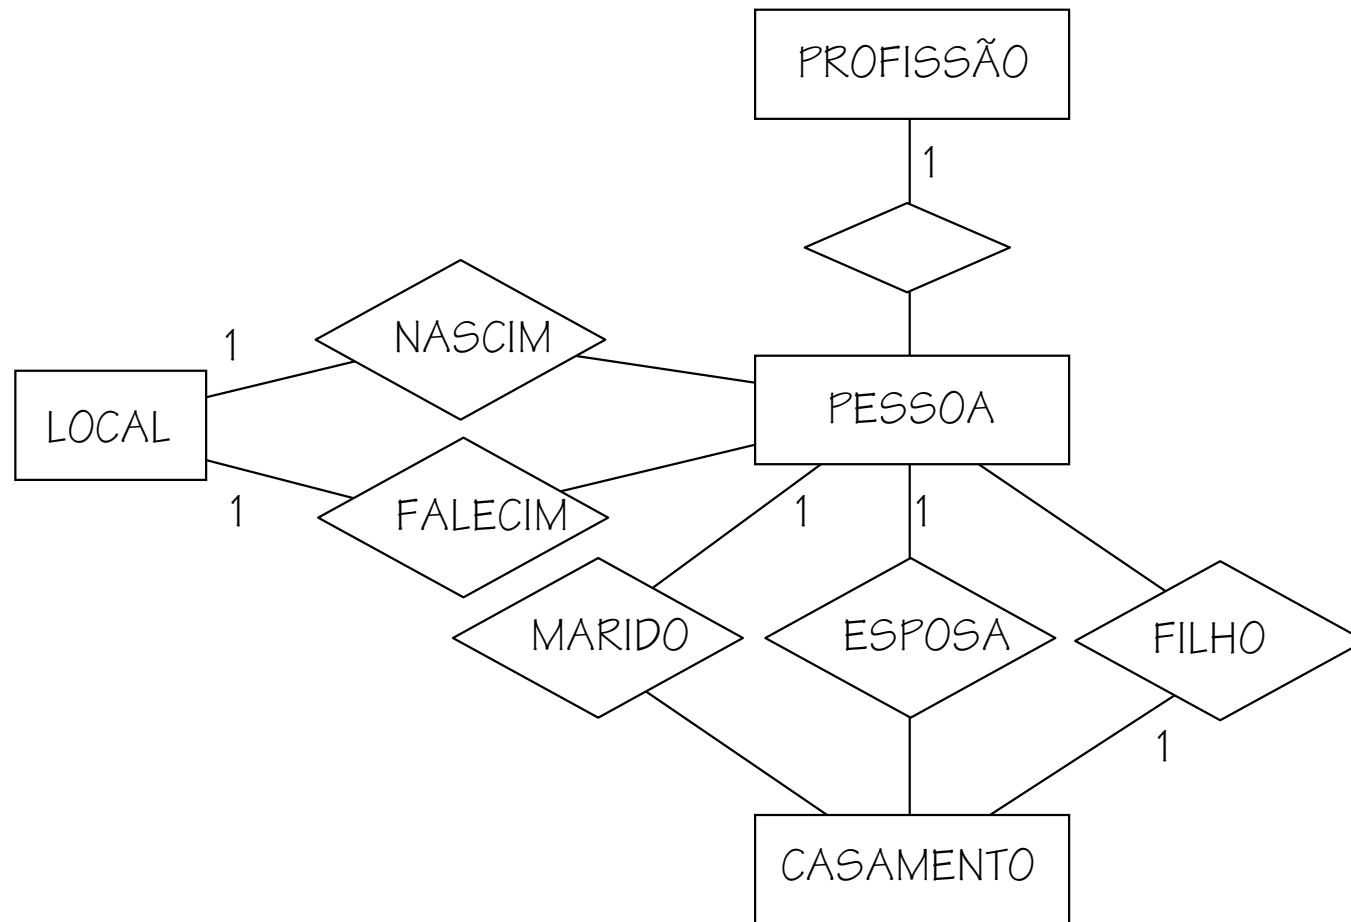 PROFISSÃO
1
NASCIM
1
LOCAL
PESSOA
1
FALECIM
1
1
MARIDO
ESPOSA
FILHO
1
CASAMENTO